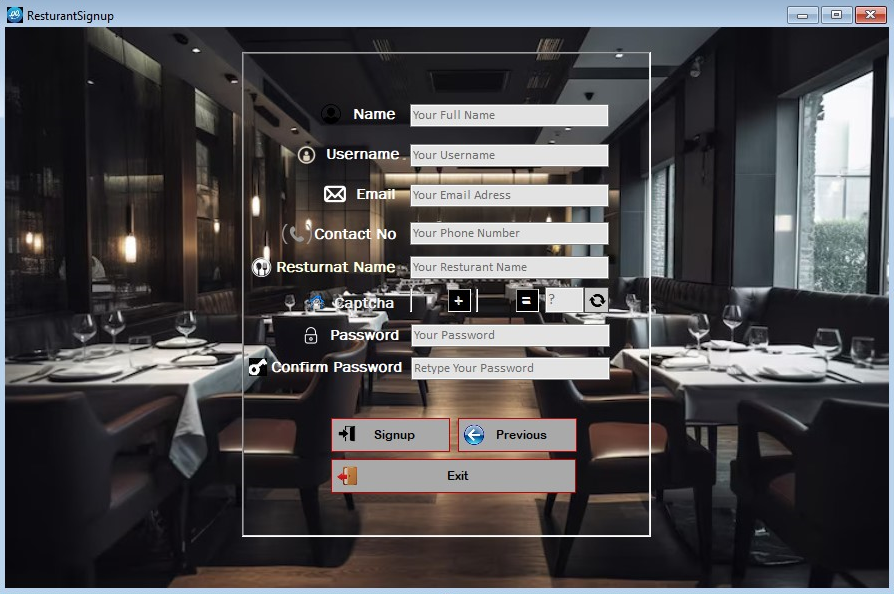 ResturantSignup
Name Your Full Name
Username Your Username
Email Your Email Adress
Contact No Your Phone Number
Resturnat Name Your Resturant Name
Captcha + = ?
Password Your Password
Confirm Password Retype Your Password
Signup Previous
Exit